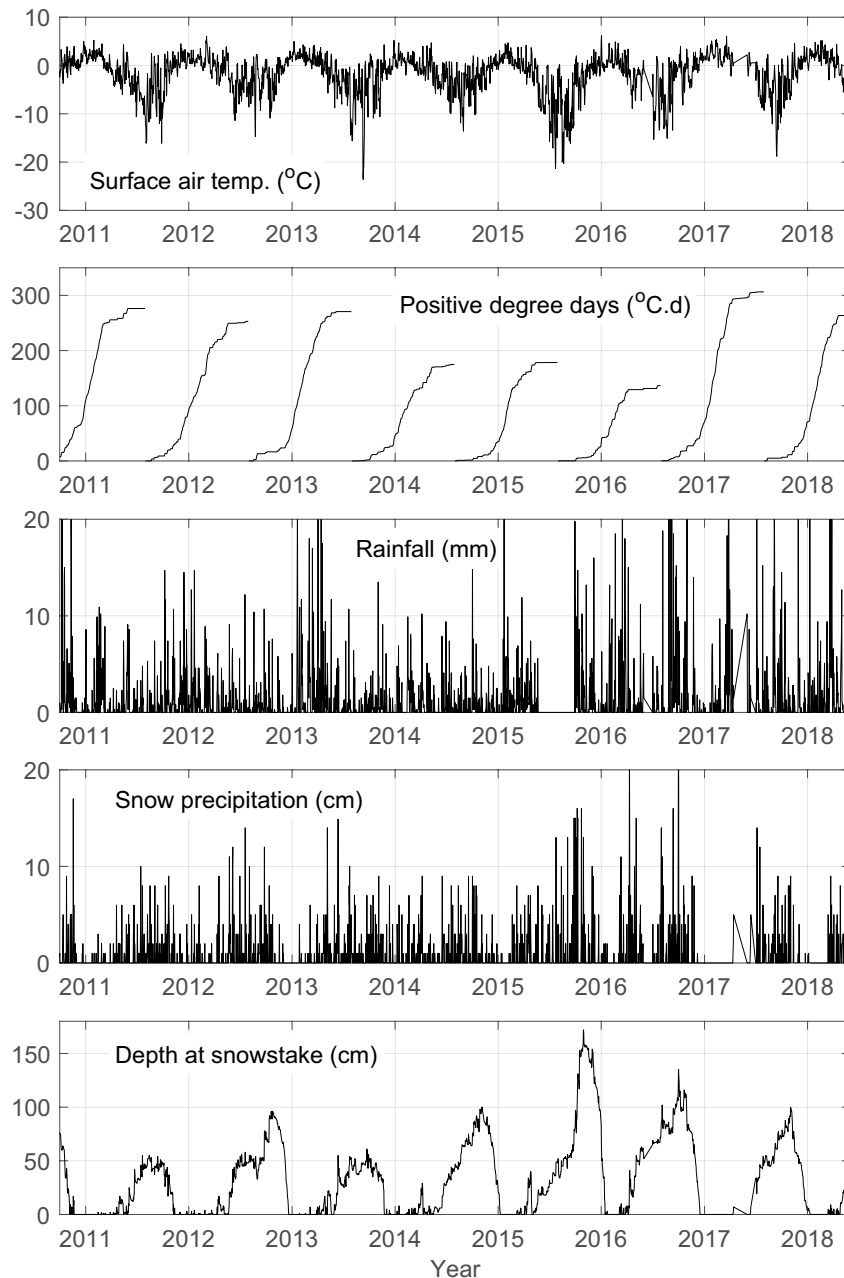 10
0
-10
-20
-30
Surface air temp. (°C)
2011 2012 2013 2014 2015 2016 2017 2018
300
200
100
0
Positive degree days (°C.d)
2011 2012 2013 2014 2015 2016 2017 2018
20
10
0
Rainfall (mm)
2011 2012 2013 2014 2015 2016 2017 2018
20
10
0
Snow precipitation (cm)
2011 2012 2013 2014 2015 2016 2017 2018
150
100
50
0
Depth at snowstake (cm)
2011 2012 2013 2014 2015 2016 2017 2018
Year